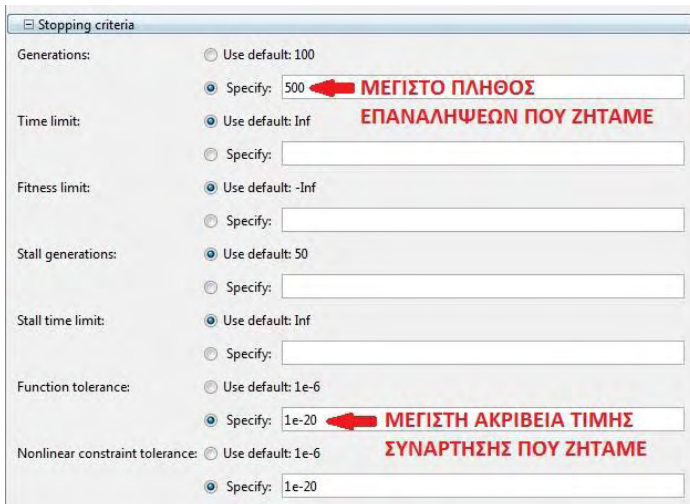 Stopping criteria
Generations: Use default: 100
Specify: 500 ΜΕΓΙΣΤΟ ΠΛΗΘΟΣ
ΕΠΑΝΑΛΗΨΕΩΝ ΠΟΥ ΖΗΤΑΜΕ
Time limit: Use default: Inf
Specify:
Fitness limit: Use default: -Inf
Specify:
Stall generations: Use default: 50
Specify:
Stall time limit: Use default: Inf
Specify:
Function tolerance: Use default: 1e-6
Specify: 1e-20 ΜΕΓΙΣΤΗ ΑΚΡΙΒΕΙΑ ΤΙΜΗΣ
ΣΥΝΑΡΤΗΣΗΣ ΠΟΥ ΖΗΤΑΜΕ
Nonlinear constraint tolerance: Use default: 1e-6
Specify: 1e-20